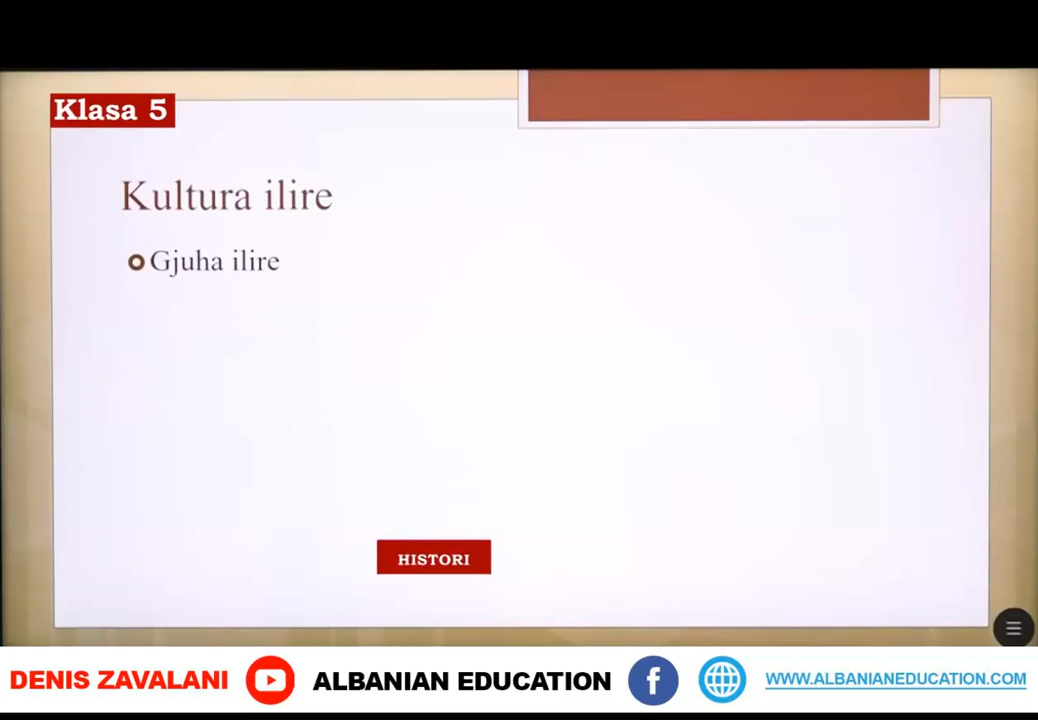 Klasa 5
Kultura ilire
Gjuha ilire
HISTORI
DENIS ZAVALANI
ALBANIAN EDUCATION
WWW.ALBANIANEDUCATION.COM